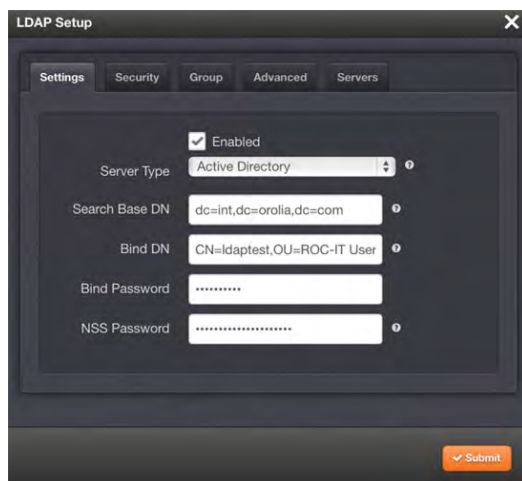 LDAP Setup
Settings Security Group Advanced Servers
Enabled
Server Type Active Directory
Search Base DN dc=int,dc=orolia,dc=com
Bind DN CN=ldaptest,OU=ROC-IT User
Bind Password ••••••••••
NSS Password •••••••••••••••••••••
Submit